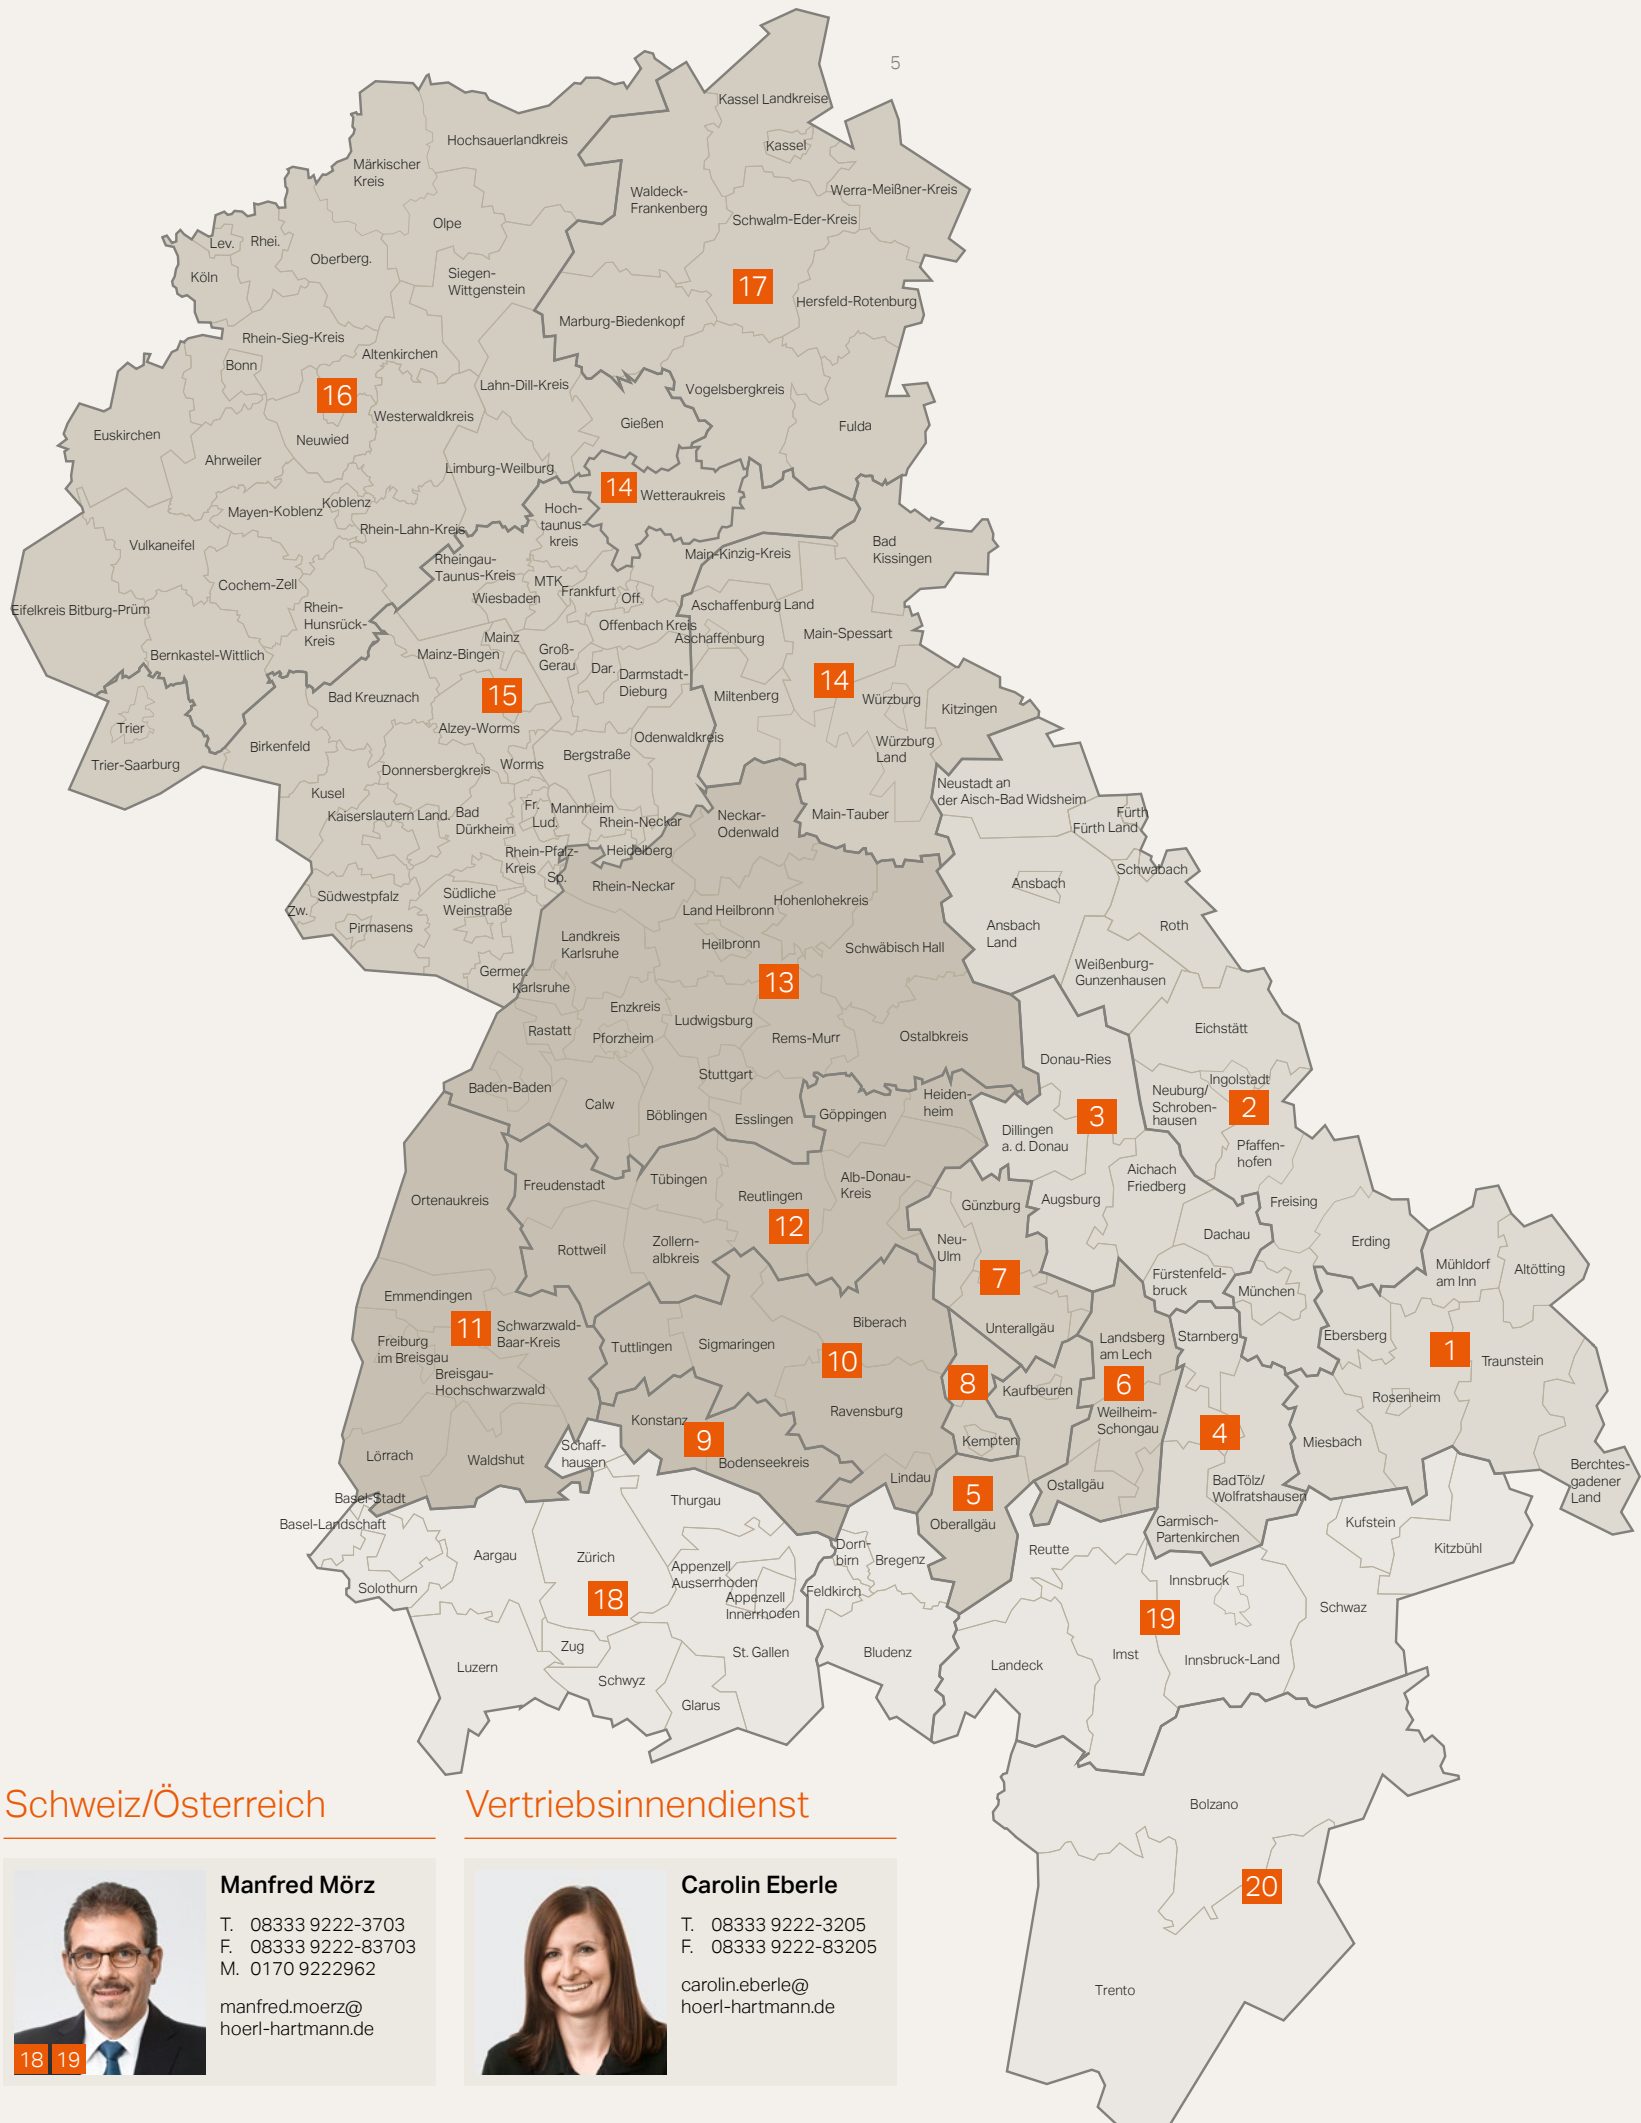 5
Kassel Landkreise
Kassel
Hochsauerlandkreis
Märkischer
Kreis
Waldeck-
Frankenberg
Werra-Meißner-Kreis
Schwalm-Eder-Kreis
Olpe
Lev.
Rhei.
Oberberg.
Köln
Siegen-
Wittgenstein
17
Hersfeld-Rotenburg
Marburg-Biedenkopf
Rhein-Sieg-Kreis
Altenkirchen
Bonn
Lahn-Dill-Kreis
Vogelsbergkreis
16
Westerwaldkreis
Gießen
Fulda
Euskirchen
Neuwied
Ahrweiler
Limburg-Weilburg
14
Wetteraukreis
Mayen-Koblenz
Koblenz
Hoch-
taunus-
kreis
Rhein-Lahn-Kreis
Vulkaneifel
Main-Kinzig-Kreis
Bad
Kissingen
Rheingau-
Taunus-Kreis
Cochem-Zell
MTK
Wiesbaden
Frankfurt
Off.
Eifelkreis Bitburg-Prüm
Rhein-
Hunsrück-
Kreis
Aschaffenburg Land
Offenbach Kreis
Aschaffenburg
Main-Spessart
Bernkastel-Wittlich
Mainz
Mainz-Bingen
Groß-
Gerau
Dar.
Darmstadt-
Dieburg
14
Bad Kreuznach
15
Miltenberg
Würzburg
Kitzingen
Trier
Alzey-Worms
Odenwaldkreis
Würzburg
Land
Birkenfeld
Trier-Saarburg
Donnersbergkreis
Worms
Bergstraße
Neustadt an
der Aisch-Bad Widsheim
Kusel
Kaiserslautern Land.
Bad
Dürkheim
Fr.
Lud.
Mannheim
Rhein-Neckar
Neckar-
Odenwald
Main-Tauber
Fürth
Fürth Land
Rhein-Pfalz-
Kreis
Heidelberg
Sp.
Schwabach
Südwestpfalz
Südliche
Weinstraße
Rhein-Neckar
Hohenlohekreis
Ansbach
Zw.
Pirmasens
Land Heilbronn
Landkreis
Karlsruhe
Heilbronn
Schwäbisch Hall
Ansbach
Land
Roth
Germer.
Karlsruhe
13
Weißenburg-
Gunzenhausen
Enzkreis
Ludwigsburg
Rastatt
Pforzheim
Rems-Murr
Ostalbkreis
Eichstätt
Stuttgart
Donau-Ries
Baden-Baden
Calw
Böblingen
Esslingen
Göppingen
Heiden-
heim
3
Ingolstadt
Neuburg/
Schroben-
hausen
2
Dillingen
a. d. Donau
Pfaffen-
hofen
Aichach
Friedberg
Freudenstadt
Tübingen
Reutlingen
Alb-Donau-
Kreis
Ortenaukreis
Günzburg
Augsburg
Freising
12
Rottweil
Zollern-
albkreis
Neu-
Ulm
7
Dachau
Erding
Fürstenfeld-
bruck
München
Mühldorf
am Inn
Altötting
Emmendingen
11
Schwarzwald-
Baar-Kreis
Freiburg
im Breisgau
Tuttlingen
Sigmaringen
Biberach
Unterallgäu
Landsberg
am Lech
Starnberg
Ebersberg
1
Traunstein
10
Breisgau-
Hochschwarzwald
8
Kaufbeuren
6
Rosenheim
Konstanz
Ravensburg
Weilheim-
Schongau
9
Kempten
4
Miesbach
Lörrach
Waldshut
Schaff-
hausen
Bodenseekreis
Lindau
5
Oberallgäu
Ostallgäu
Bad Tölz/
Wolfratshausen
Berchtes-
gadener
Land
Basel-Stadt
Basel-Landschaft
Thurgau
Garmisch-
Partenkirchen
Kufstein
Kitzbühl
Aargau
Zürich
Dorn-
birn
Bregenz
Reutte
Solothurn
18
Appenzell
Ausserrhoden
Appenzell
Innerrhoden
Feldkirch
Innsbruck
19
Schwaz
Zug
Luzern
Schwyz
St. Gallen
Bludenz
Landeck
Imst
Innsbruck-Land
Glarus
Bolzano
20
Trento
Schweiz/Österreich
Manfred Mörz
T. 08333 9222-3703
F. 08333 9222-83703
M. 0170 9222962
manfred.moerz@
hoerl-hartmann.de
18 19
Vertriebsinnendienst
Carolin Eberle
T. 08333 9222-3205
F. 08333 9222-83205
carolin.eberle@
hoerl-hartmann.de